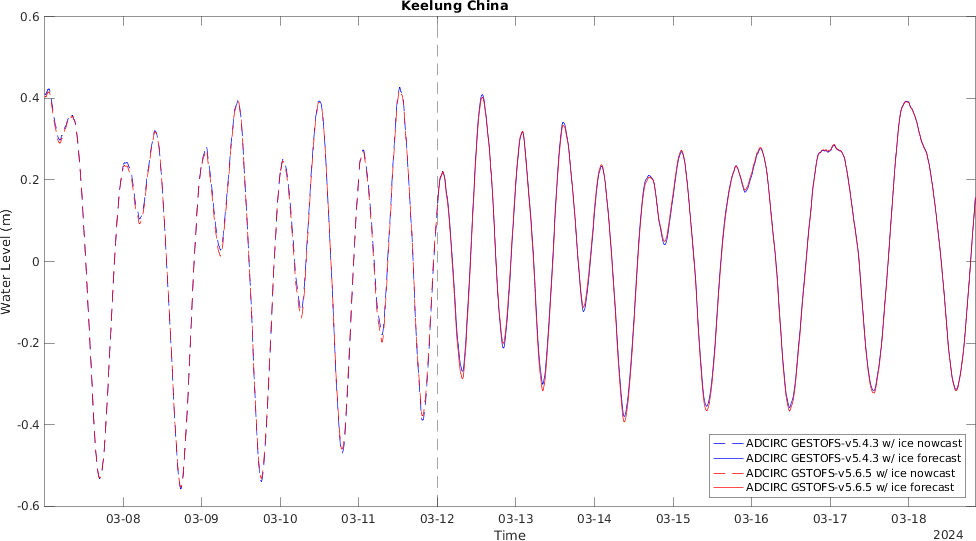 Keelung China
0.6
0.4
0.2
0
-0.2
-0.4
-0.6
Water Level (m)
03-08 03-09 03-10 03-11 03-12 03-13 03-14 03-15 03-16 03-17 03-18
Time
2024
ADCIRC GESTOFS-v5.4.3 w/ ice nowcast
ADCIRC GESTOFS-v5.4.3 w/ ice forecast
ADCIRC GSTOFS-v5.6.5 w/ ice nowcast
ADCIRC GSTOFS-v5.6.5 w/ ice forecast